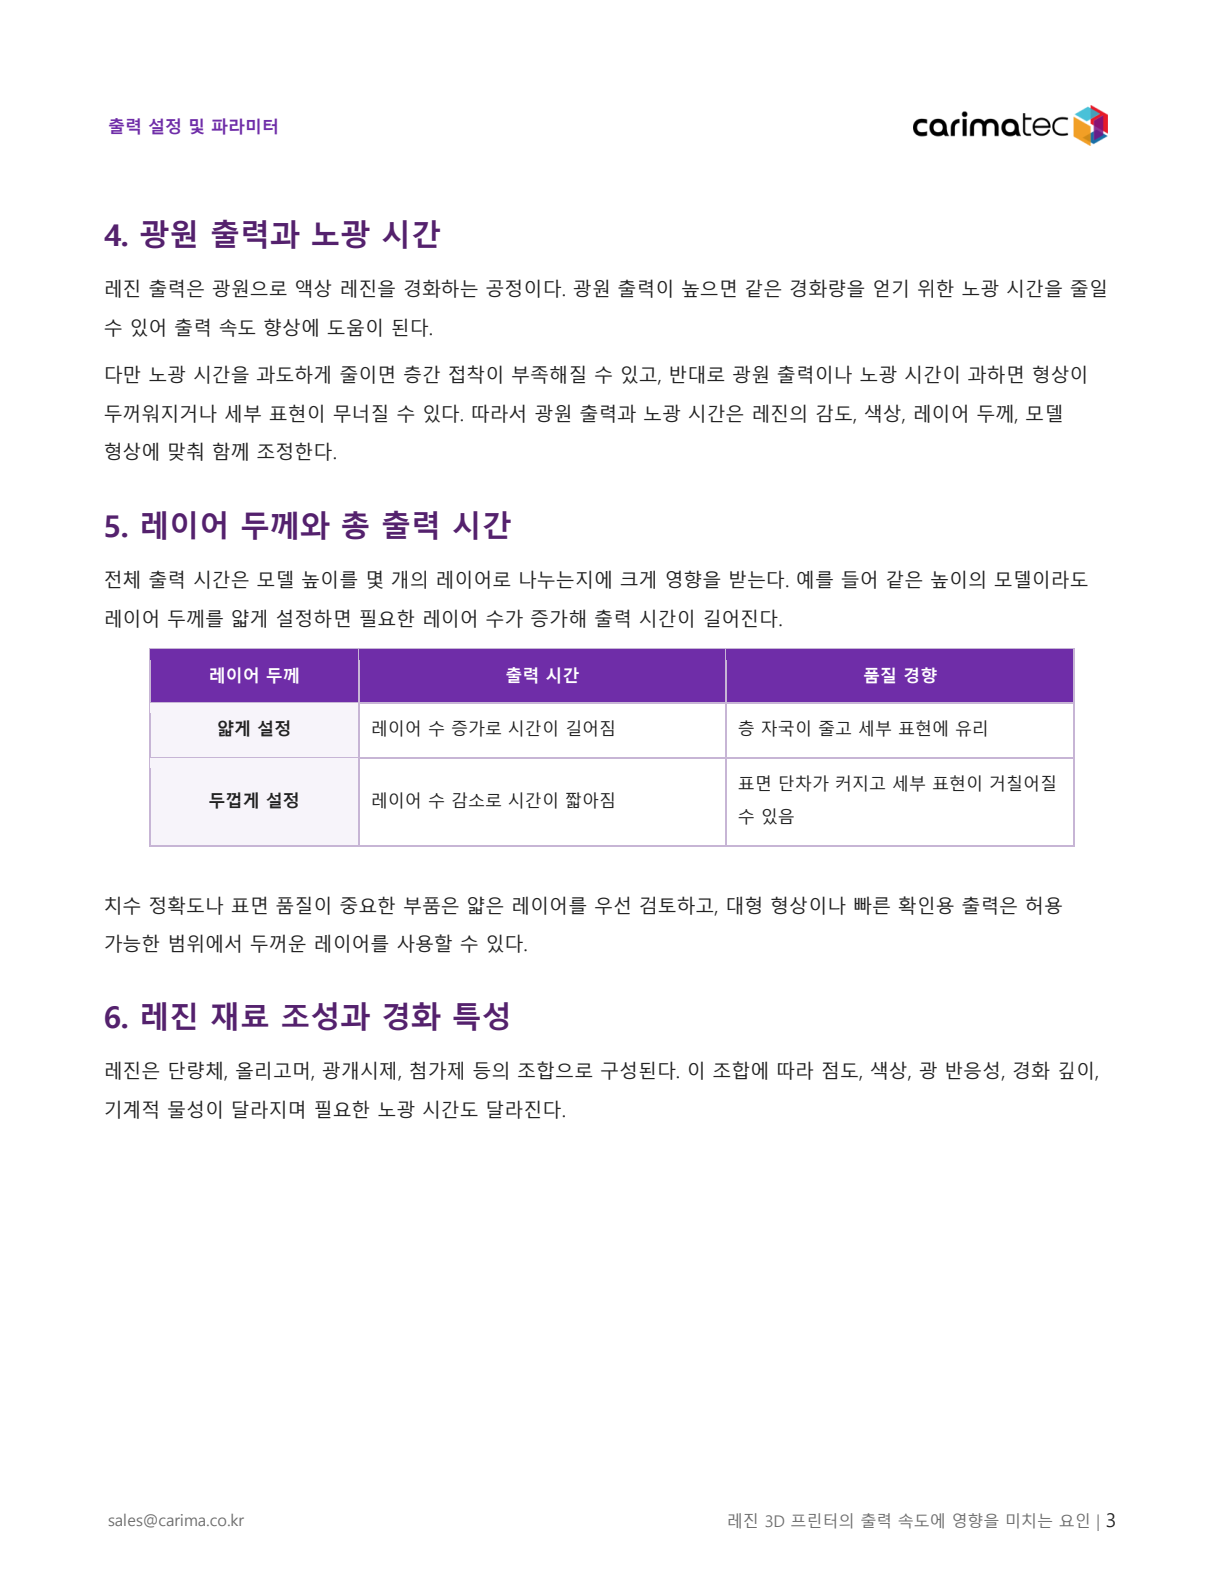 출력 설정 및 파라미터
carimatec
4. 광원 출력과 노광 시간
레진 출력은 광원으로 액상 레진을 경화하는 공정이다. 광원 출력이 높으면 같은 경화량을 얻기 위한 노광 시간을 줄일
수 있어 출력 속도 향상에 도움이 된다.
다만 노광 시간을 과도하게 줄이면 층간 접착이 부족해질 수 있고, 반대로 광원 출력이나 노광 시간이 과하면 형상이
두꺼워지거나 세부 표현이 무너질 수 있다. 따라서 광원 출력과 노광 시간은 레진의 감도, 색상, 레이어 두께, 모델
형상에 맞춰 함께 조정한다.
5. 레이어 두께와 총 출력 시간
전체 출력 시간은 모델 높이를 몇 개의 레이어로 나누는지에 크게 영향을 받는다. 예를 들어 같은 높이의 모델이라도
레이어 두께를 얇게 설정하면 필요한 레이어 수가 증가해 출력 시간이 길어진다.
레이어 두께 출력 시간 품질 경향
얇게 설정 레이어 수 증가로 시간이 길어짐 층 자국이 줄고 세부 표현에 유리
두껍게 설정 레이어 수 감소로 시간이 짧아짐 표면 단차가 커지고 세부 표현이 거칠어질
수 있음
치수 정확도나 표면 품질이 중요한 부품은 얇은 레이어를 우선 검토하고, 대형 형상이나 빠른 확인용 출력은 허용
가능한 범위에서 두꺼운 레이어를 사용할 수 있다.
6. 레진 재료 조성과 경화 특성
레진은 단량체, 올리고머, 광개시제, 첨가제 등의 조합으로 구성된다. 이 조합에 따라 점도, 색상, 광 반응성, 경화 깊이,
기계적 물성이 달라지며 필요한 노광 시간도 달라진다.
sales@carima.co.kr
레진 3D 프린터의 출력 속도에 영향을 미치는 요인 | 3